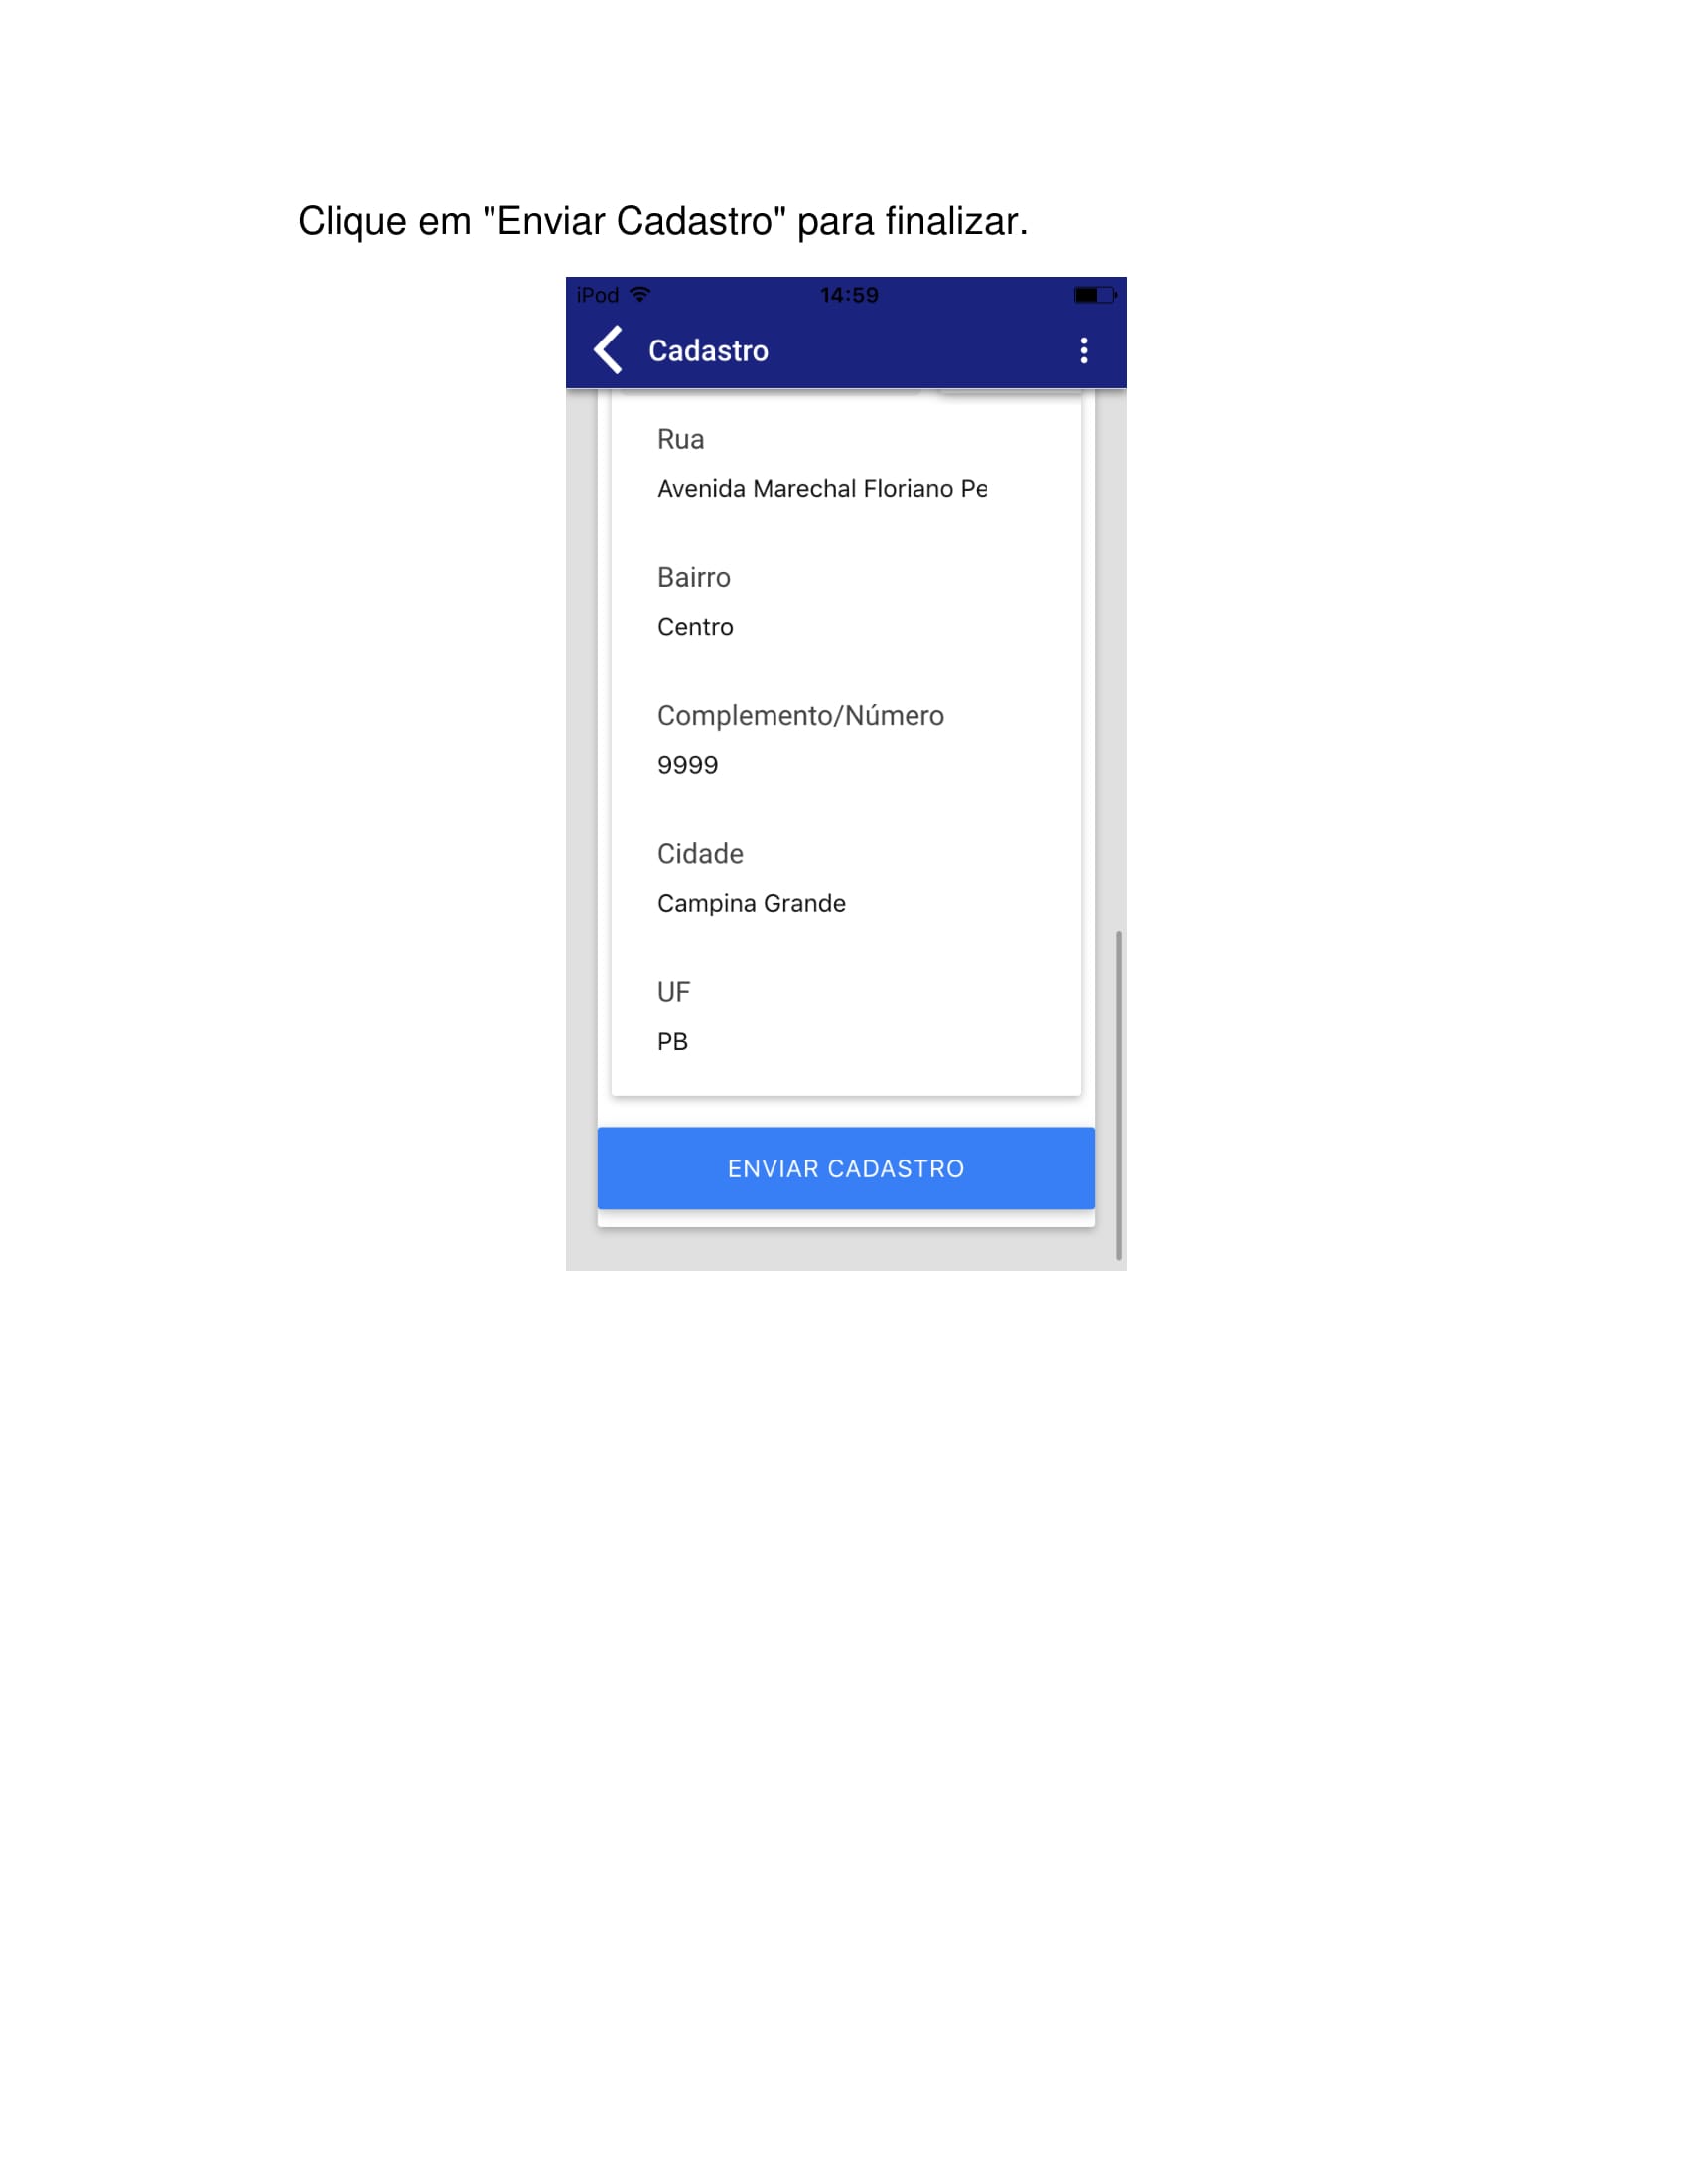 Clique em "Enviar Cadastro" para finalizar.
iPod 14:59
Cadastro
Rua
Avenida Marechal Floriano Pe
Bairro
Centro
Complemento/Número
9999
Cidade
Campina Grande
UF
PB
ENVIAR CADASTRO